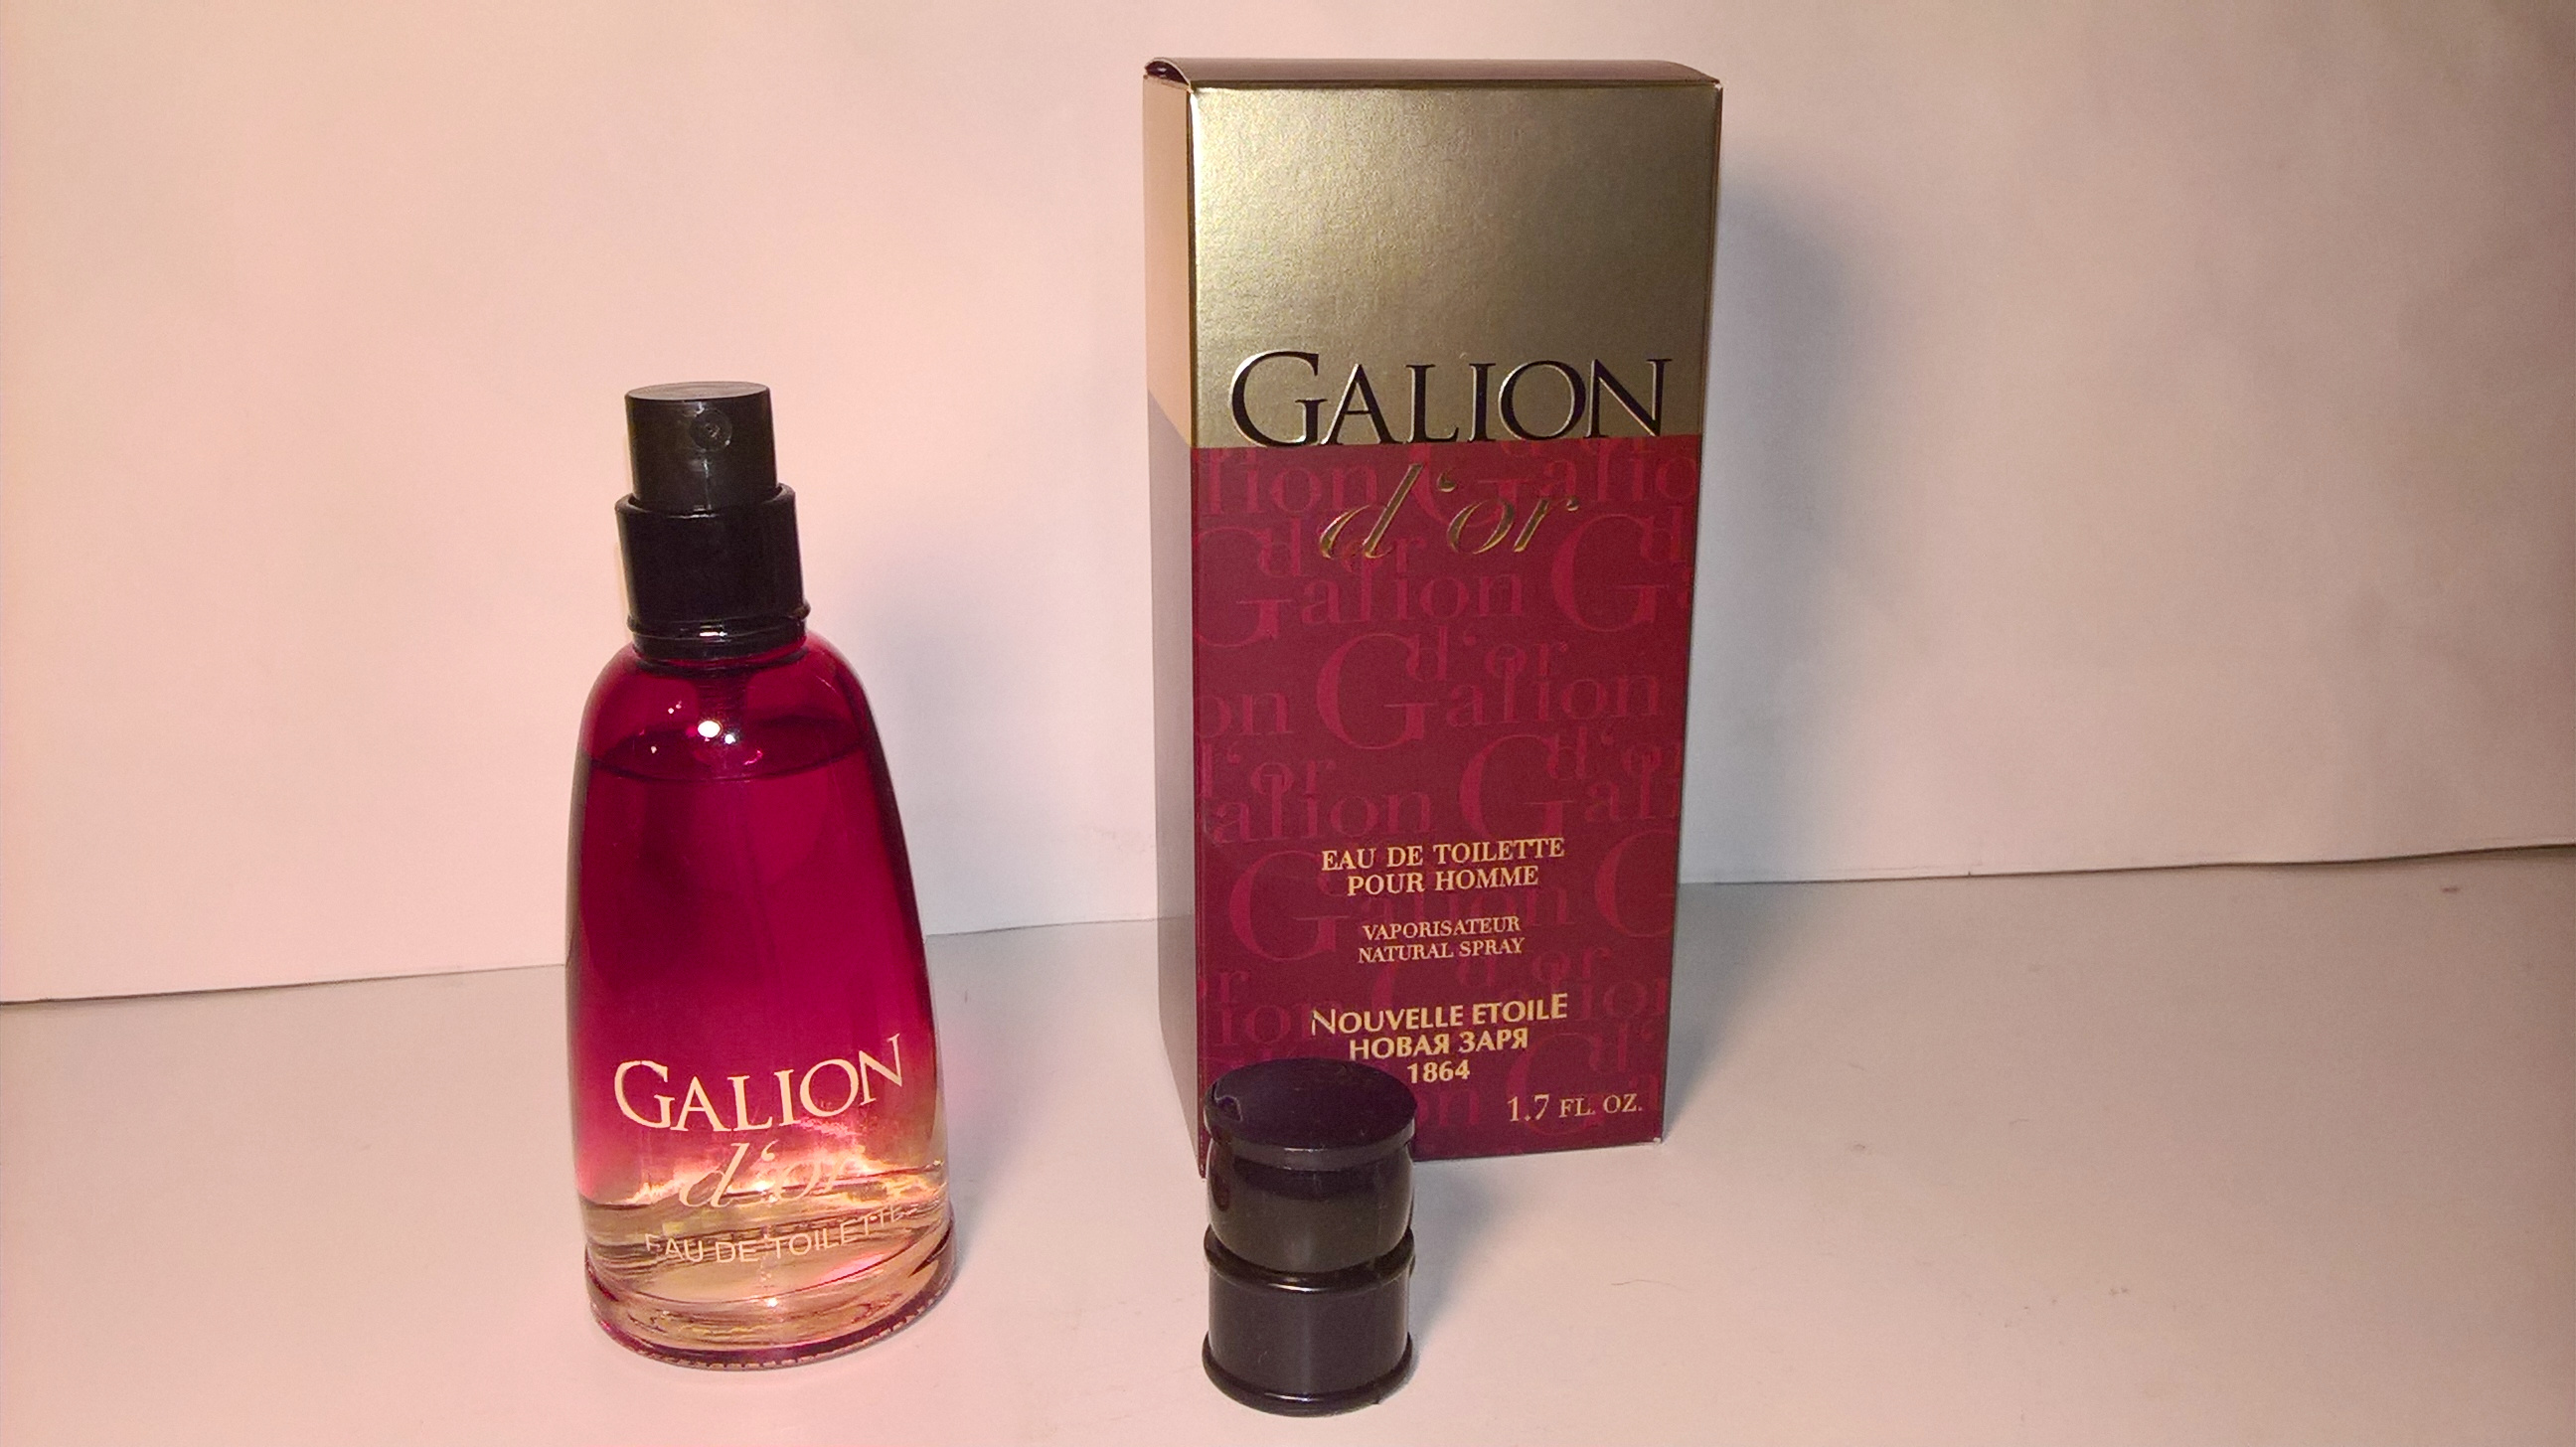 GALION
d'or
EAU DE TOILETTE
GALION
d'or
EAU DE TOILETTE
POUR HOMME
VAPORISATEUR
NATURAL SPRAY
NOUVELLE ETOILE
НОВАЯ ЗАРЯ
1864
1.7 FL. OZ.